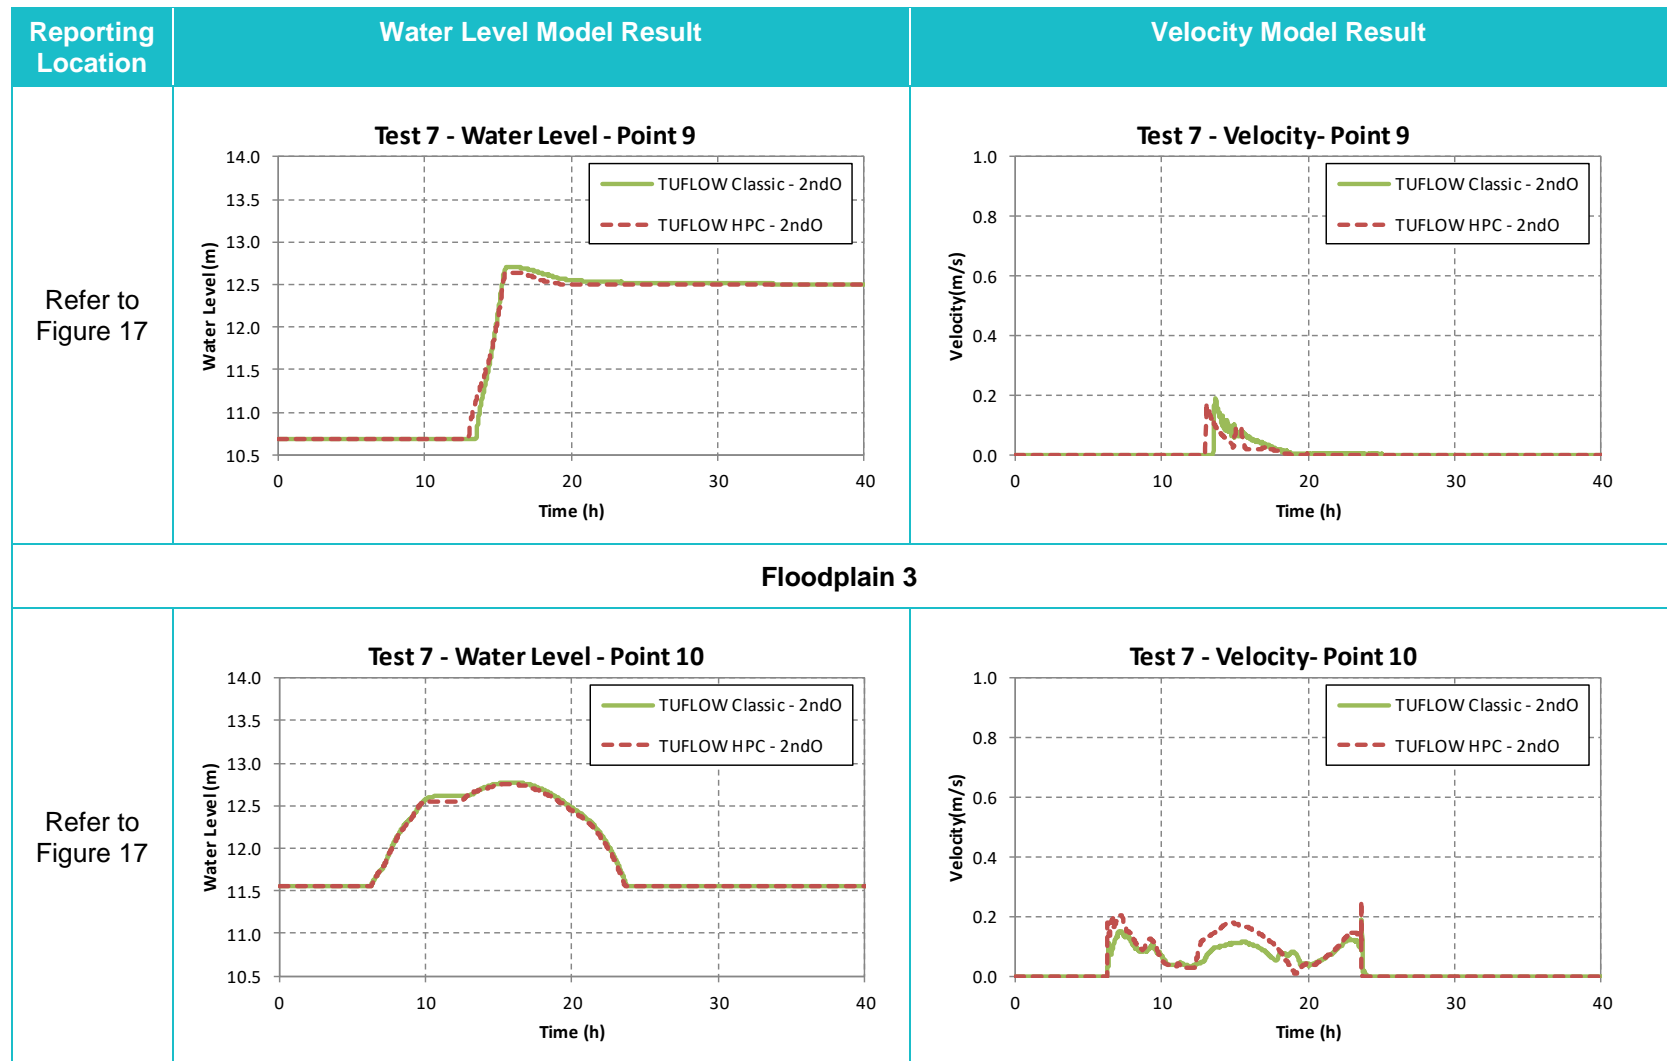 Reporting Location
Water Level Model Result
Velocity Model Result
Refer to Figure 17
Test 7 - Water Level - Point 9
14.0
13.5
13.0
12.5
12.0
11.5
11.0
10.5
Water Level (m)
0 10 20 30 40
Time (h)
TUFLOW Classic - 2ndO
TUFLOW HPC - 2ndO
Test 7 - Velocity- Point 9
1.0
0.8
0.6
0.4
0.2
0.0
Velocity(m/s)
0 10 20 30 40
Time (h)
TUFLOW Classic - 2ndO
TUFLOW HPC - 2ndO
Floodplain 3
Refer to Figure 17
Test 7 - Water Level - Point 10
14.0
13.5
13.0
12.5
12.0
11.5
11.0
10.5
Water Level (m)
0 10 20 30 40
Time (h)
TUFLOW Classic - 2ndO
TUFLOW HPC - 2ndO
Test 7 - Velocity- Point 10
1.0
0.8
0.6
0.4
0.2
0.0
Velocity(m/s)
0 10 20 30 40
Time (h)
TUFLOW Classic - 2ndO
TUFLOW HPC - 2ndO